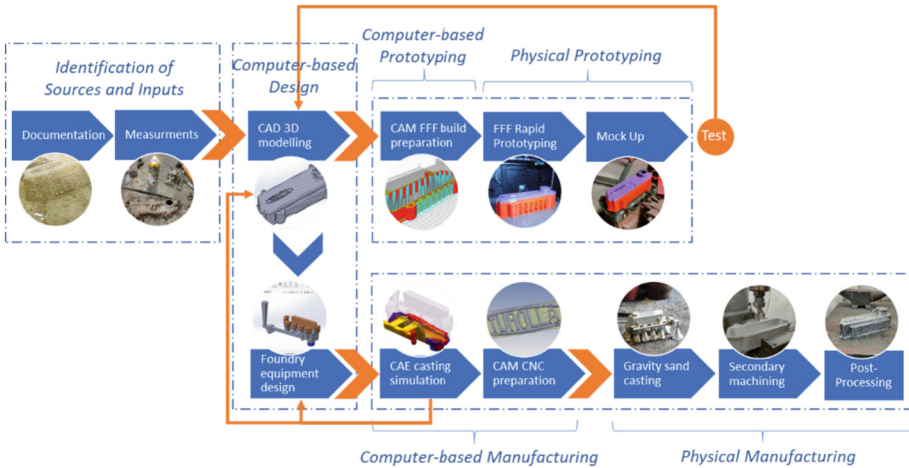 Computer-based
Prototyping
Physical Prototyping
Identification of
Sources and Inputs
Computer-based
Design
Documentation
Measurments
CAD 3D
modelling
CAM FFF build
preparation
FFF Rapid
Prototyping
Mock Up
Test
Foundry
equipment
design
CAE casting
simulation
CAM CNC
preparation
Gravity sand
casting
Secondary
machining
Post-
Processing
Computer-based Manufacturing
Physical Manufacturing